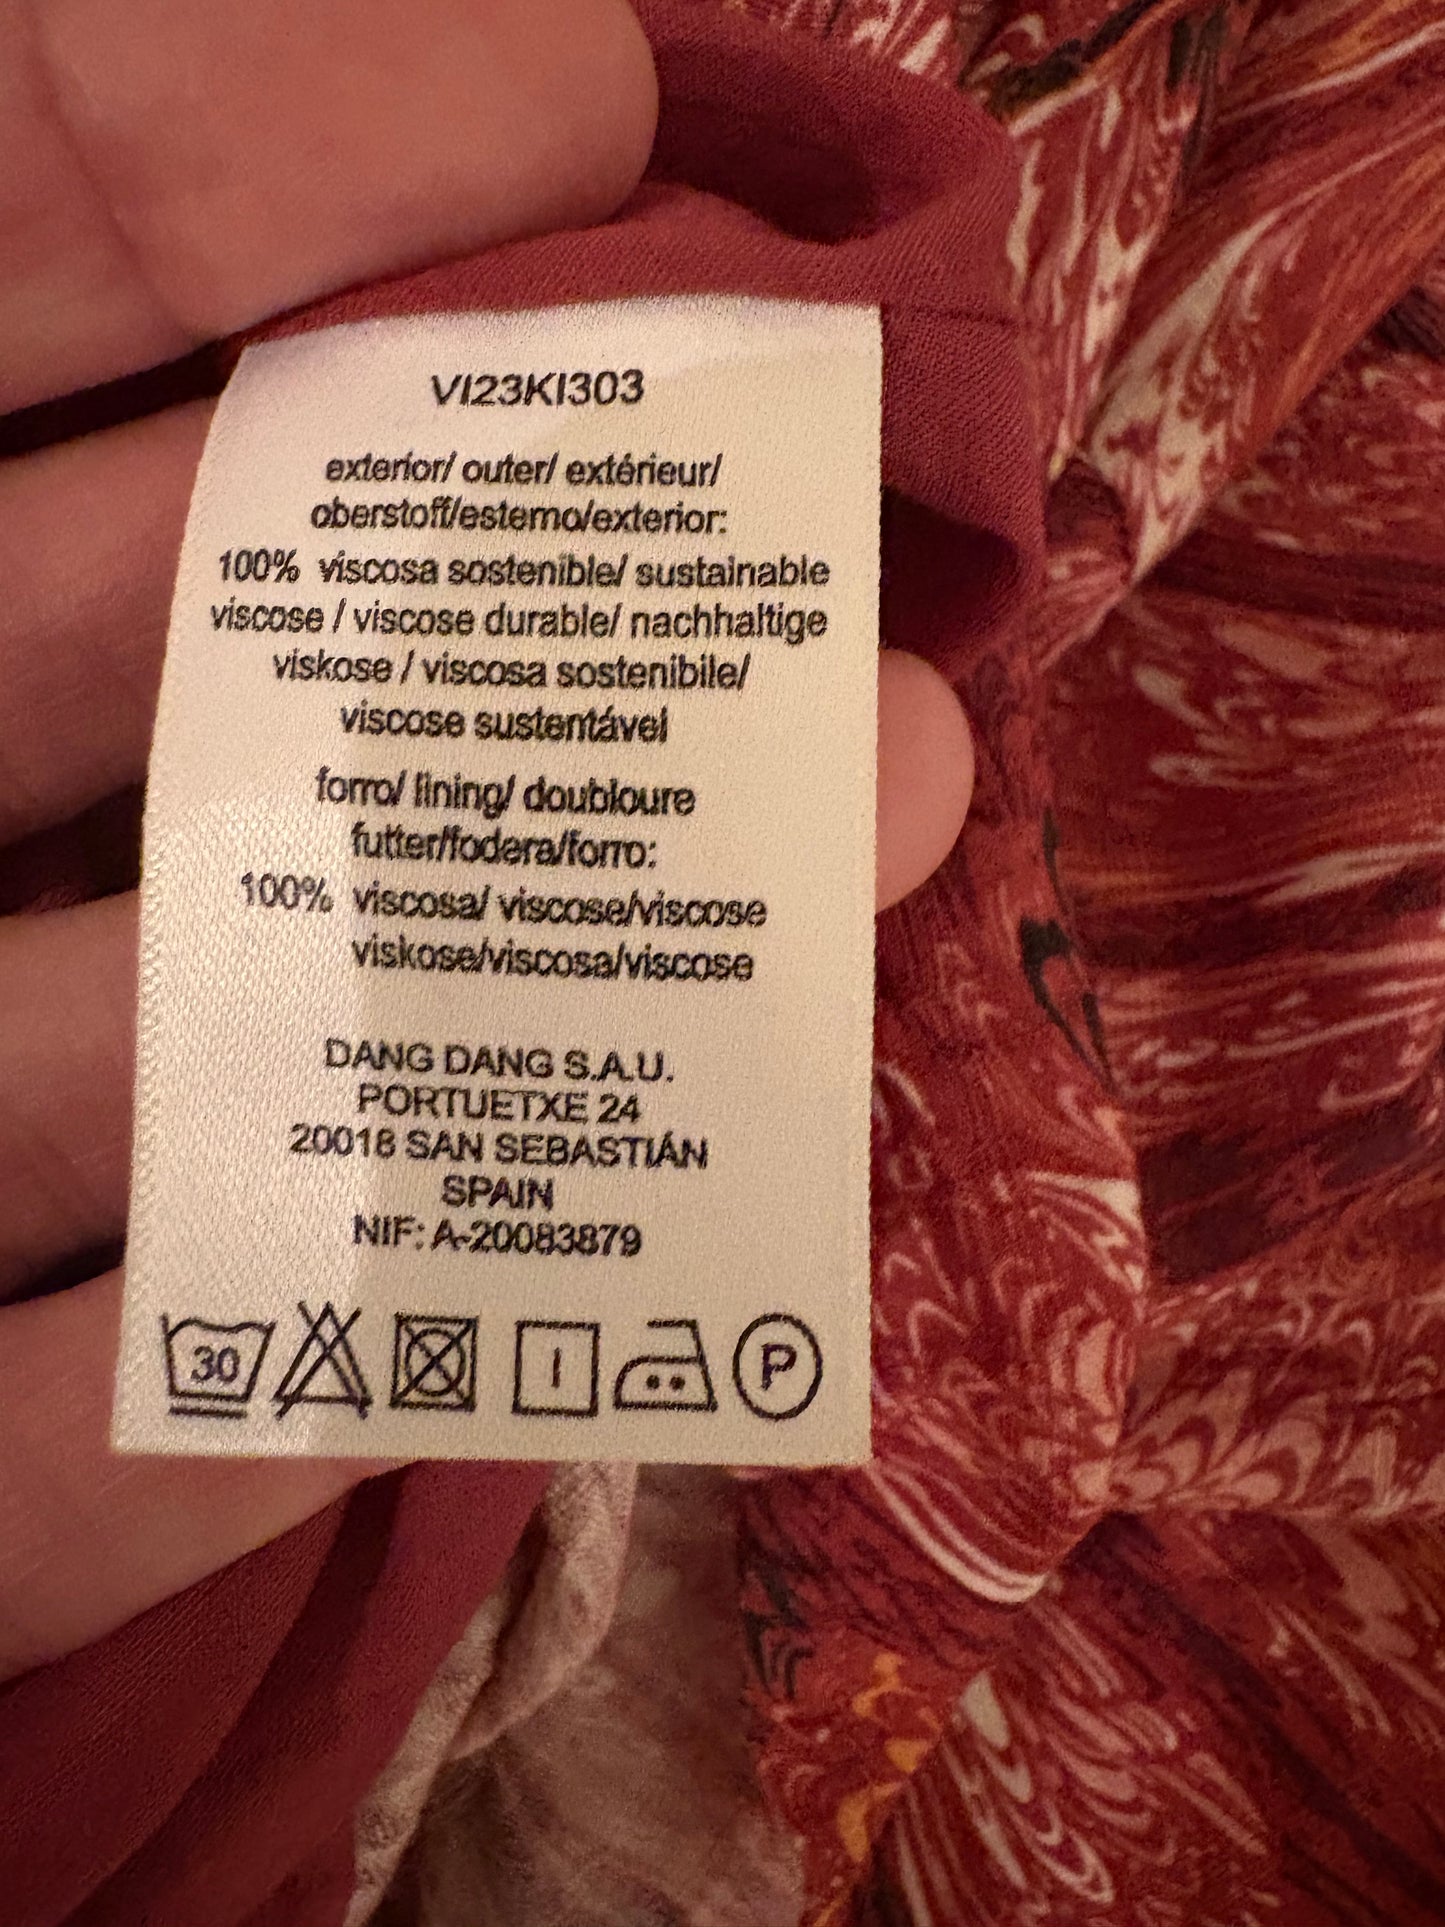 VI23KI303
exterior/ outer/ extérieur/
oberstoff/esterno/exterior:
100% viscosa sostenible/ sustainable
viscose / viscose durable/ nachhaltige
viskose / viscosa sostenibile/
viscose sustentável
forro/ lining/ doubloure
futter/fodera/forro:
100% viscosa/ viscose/viscose
viskose/viscosa/viscose
DANG DANG S.A.U.
PORTUETXE 24
20018 SAN SEBASTIÁN
SPAIN
NIF: A-20083879
30 P